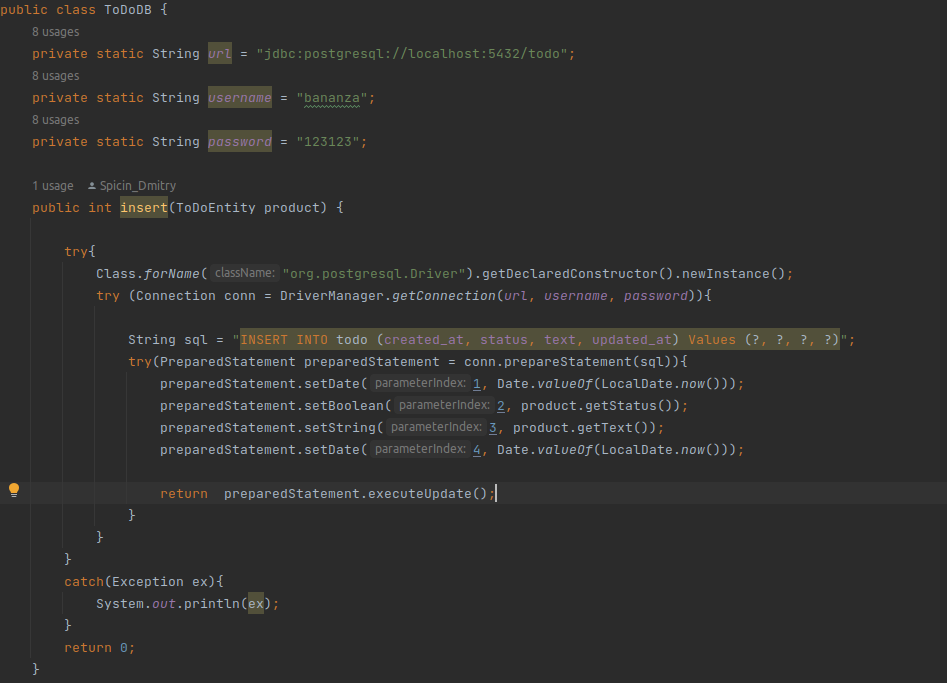 public class ToDoDB {
8 usages
private static String url = "jdbc:postgresql://localhost:5432/todo";
8 usages
private static String username = "bananza";
8 usages
private static String password = "123123";
1 usage Spicin_Dmitry
public int insert(ToDoEntity product) {
try{
Class.forName( className: "org.postgresql.Driver").getDeclaredConstructor().newInstance();
try (Connection conn = DriverManager.getConnection(url, username, password)){
String sql = "INSERT INTO todo (created_at, status, text, updated_at) Values (?, ?, ?, ?)";
try(PreparedStatement preparedStatement = conn.prepareStatement(sql)){
preparedStatement.setDate( parameterIndex: 1, Date.valueOf(LocalDate.now()));
preparedStatement.setBoolean( parameterIndex: 2, product.getStatus());
preparedStatement.setString( parameterIndex: 3, product.getText());
preparedStatement.setDate( parameterIndex: 4, Date.valueOf(LocalDate.now()));
return  preparedStatement.executeUpdate();
}
}
}
catch(Exception ex){
System.out.println(ex);
}
return 0;
}